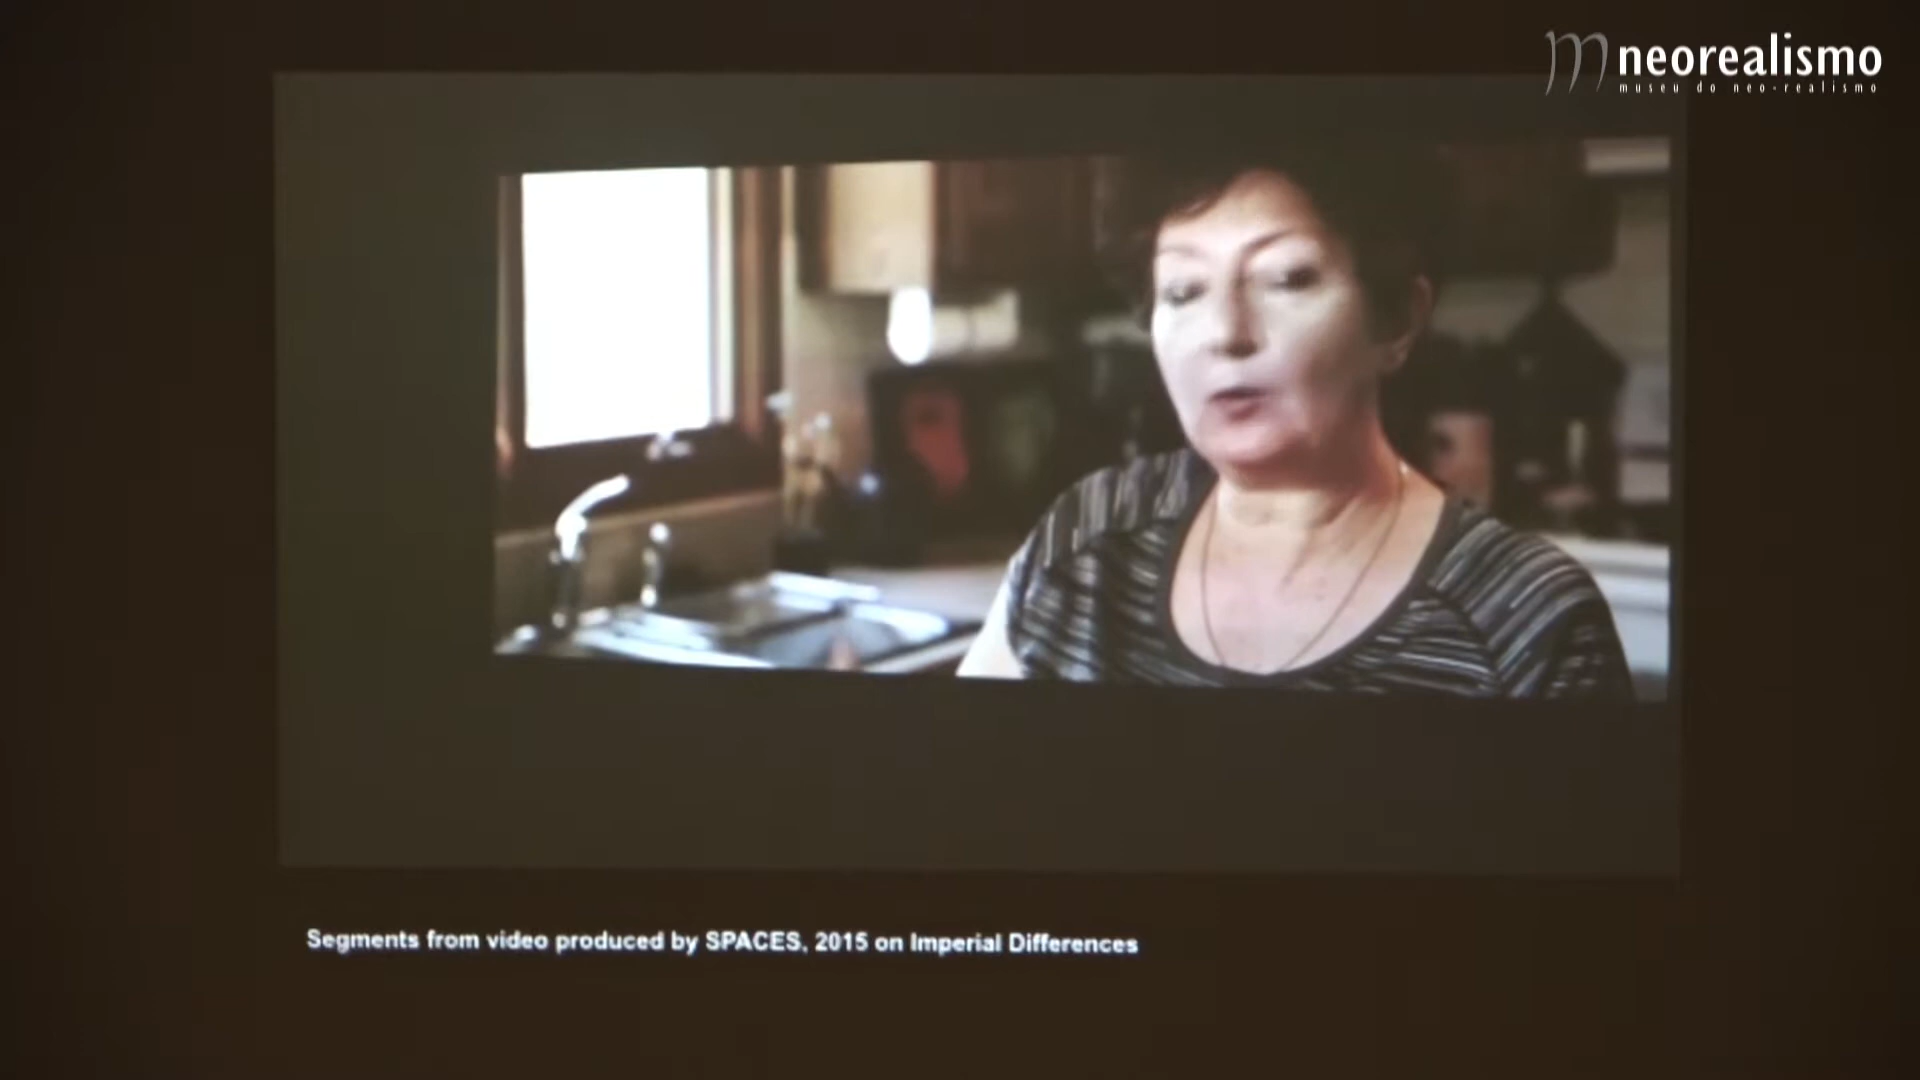 neorealismo
museu do neo-realismo
Segments from video produced by SPACES, 2015 on Imperial Differences